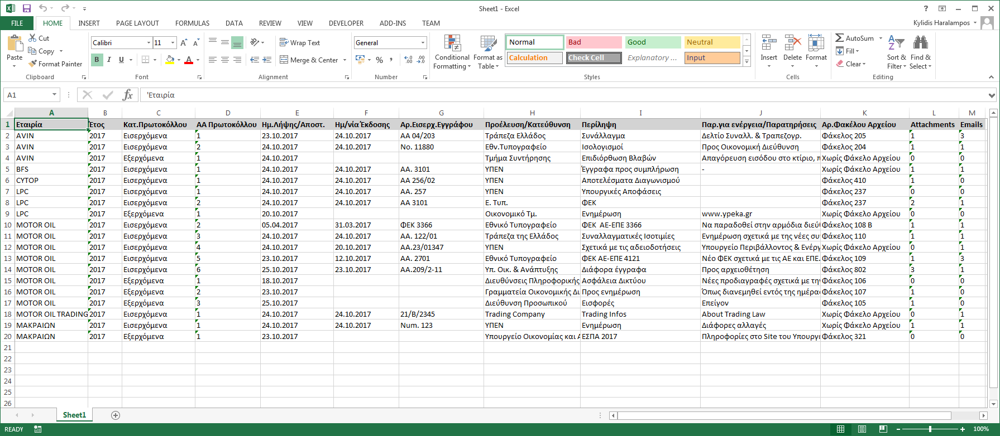 Sheet1 - Excel
FILE HOME INSERT PAGE LAYOUT FORMULAS DATA REVIEW VIEW DEVELOPER ADD-INS TEAM Kylidis Haralampos
Paste Cut Copy Format Painter Clipboard
Calibri 11 B I U A A A Font
Wrap Text Merge & Center Alignment
General % , Number
Conditional Formatting Format as Table Normal Bad Good Neutral Calculation Check Cell Explanatory ... Input Styles
Insert Delete Format Cells
AutoSum Fill Clear Sort & Filter Find & Select Editing
A1 fx 'Εταιρία
A B C D E F G H I J K L M
1 Εταιρία Έτος Κατ.Πρωτοκόλλου ΑΑ Πρωτοκόλλου Ημ.Λήψης/Αποστ. Ημ/νία Έκδοσης Αρ.Εισερχ.Εγγράφου Προέλευση/Κατεύθυνση Περίληψη Παρ.για ενέργεια/Παρατηρήσεις Αρ.Φακέλου Αρχείου Attachments Emails
2 AVIN 2017 Εισερχόμενα 1 23.10.2017 24.10.2017 ΑΑ 04/203 Τράπεζα Ελλάδος Συνάλλαγμα Δελτίο Συναλλ. & Τραπεζογρ. Φάκελος 205 1 3
3 AVIN 2017 Εισερχόμενα 2 24.10.2017 24.10.2017 No. 11880 Εθν.Τυπογραφείο Ισολογισμοί Προς Οικονομική Διεύθυνση Φάκελος 204 1 1
4 AVIN 2017 Εξερχόμενα 1 24.10.2017 Τμήμα Συντήρησης Επιδιόρθωση Βλαβών Απαγόρευση εισόδου στο κτίριο, π Χωρίς Φάκελο Αρχείου 0 0
5 BFS 2017 Εισερχόμενα 1 24.10.2017 24.10.2017 ΑΑ. 3101 ΥΠΕΝ Έγγραφα προς συμπλήρωση - Χωρίς Φάκελο Αρχείου 1 1
6 CYTOP 2017 Εισερχόμενα 1 24.10.2017 24.10.2017 ΑΑ 256/02 ΥΠΕΝ Αποτελέσματα Διαγωνισμού Φάκελος 410 1 0
7 LPC 2017 Εισερχόμενα 1 24.10.2017 24.10.2017 ΑΑ. 257 ΥΠΕΝ Υπουργικές Αποφάσεις Φάκελος 237 0 0
8 LPC 2017 Εισερχόμενα 2 24.10.2017 24.10.2017 ΑΑ 3101 Ε. Τυπ. ΦΕΚ Φάκελος 237 2 1
9 LPC 2017 Εξερχόμενα 1 20.10.2017 Οικονομικό Τμ. Ενημέρωση www.ypeka.gr Χωρίς Φάκελο Αρχείου 0 0
10 MOTOR OIL 2017 Εισερχόμενα 2 05.04.2017 31.03.2017 ΦΕΚ 3366 Εθνικό Τυπογραφείο ΦΕΚ ΑΕ-ΕΠΕ 3366 Να παραδοθεί στην αρμόδια διεύ Φάκελος 108 Β 1 1
11 MOTOR OIL 2017 Εισερχόμενα 3 24.10.2017 24.10.2017 ΑΑ. 122/01 Τράπεζα της Ελλάδος Συναλλαγματικές Ισοτιμίες Ενημέρωση σχετικά με της νέες συ Φάκελος 110 1 1
12 MOTOR OIL 2017 Εισερχόμενα 4 24.10.2017 20.10.2017 ΑΑ.23/01347 ΥΠΕΝ Σχετικά με τις αδειοδοτήσεις Υπουργείο Περιβάλλοντος & Ενέργ Χωρίς Φάκελο Αρχείου 0 1
13 MOTOR OIL 2017 Εισερχόμενα 5 23.10.2017 12.10.2017 ΑΑ. 2701 Εθνικό Τυπογραφείο ΦΕΚ ΑΕ-ΕΠΕ 4121 Νέο ΦΕΚ σχετικά με τις ΑΕ και ΕΠΕ. Φάκελος 109 1 3
14 MOTOR OIL 2017 Εισερχόμενα 6 25.10.2017 23.10.2017 ΑΑ.209/2-11 Υπ. Οικ. & Ανάπτυξης Διάφορα έγγραφα Προς αρχειοθέτηση Φάκελος 802 3 1
15 MOTOR OIL 2017 Εξερχόμενα 1 18.10.2017 Διευθύνσεις Πληροφορικής Ασφάλεια Δικτύου Νέες προδιαγραφές σχετικά με τη Φάκελος 106 0 0
16 MOTOR OIL 2017 Εξερχόμενα 2 23.10.2017 Γραμματεία Οικονομικής Δι Προς ενημέρωση Όπως διανεμηθεί εντός της ημέρα Φάκελος 107 1 0
17 MOTOR OIL 2017 Εξερχόμενα 3 25.10.2017 Διεύθυνση Προσωπικού Εισφορές Επείγον Φάκελος 105 1 0
18 MOTOR OIL TRADING 2017 Εισερχόμενα 1 24.10.2017 24.10.2017 21/Β/2345 Trading Company Trading Infos About Trading Law Χωρίς Φάκελο Αρχείου 0 1
19 ΜΑΚΡΑΙΩΝ 2017 Εισερχόμενα 1 24.10.2017 24.10.2017 Num. 123 ΥΠΕΝ Ενημέρωση Διάφορες αλλαγές Χωρίς Φάκελο Αρχείου 1 1
20 ΜΑΚΡΑΙΩΝ 2017 Εξερχόμενα 1 23.10.2017 Υπουργείο Οικονομίας και Α ΕΣΠΑ 2017 Πληροφορίες στο Site του Υπουργε Φάκελος 321 0 0
21
22
23
24
25
26
Sheet1
READY 100%